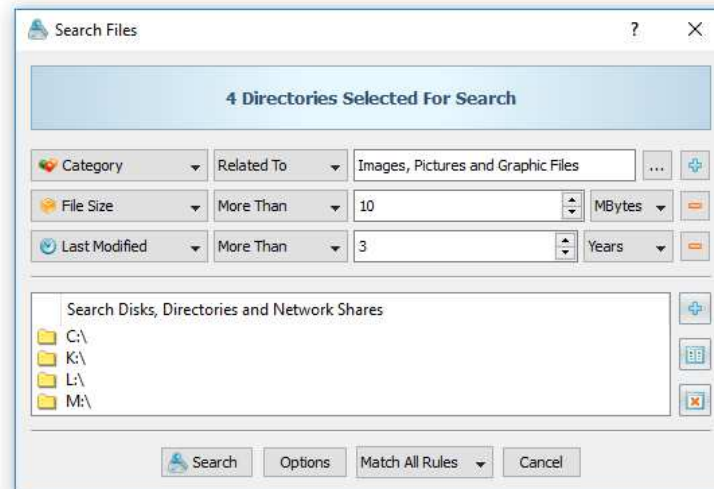 Search Files ?
4 Directories Selected For Search
Category Related To Images, Pictures and Graphic Files ...
File Size More Than 10 MBytes
Last Modified More Than 3 Years
Search Disks, Directories and Network Shares
C:\
K:\
L:\
M:\
Search Options Match All Rules Cancel